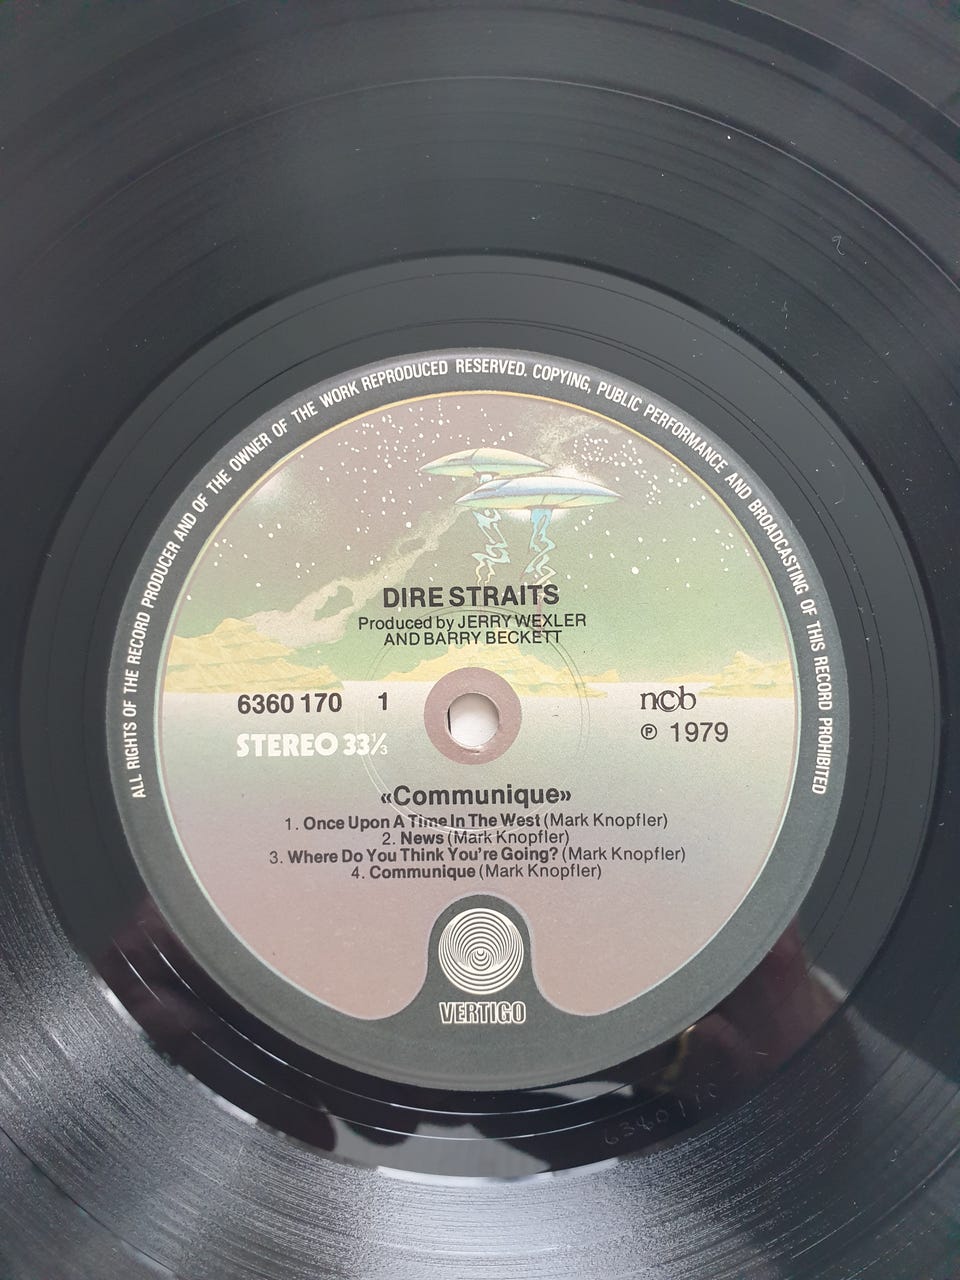 ALL RIGHTS OF THE RECORD PRODUCER AND OF THE OWNER OF THE WORK REPRODUCED RESERVED. COPYING, PUBLIC PERFORMANCE AND BROADCASTING OF THIS RECORD PROHIBITED
DIRE STRAITS
Produced by JERRY WEXLER
AND BARRY BECKETT
6360 170 1
ncb
STEREO 33⅓
℗ 1979
«Communique»
1. Once Upon A Time In The West (Mark Knopfler)
2. News (Mark Knopfler)
3. Where Do You Think You're Going? (Mark Knopfler)
4. Communique (Mark Knopfler)
VERTIGO